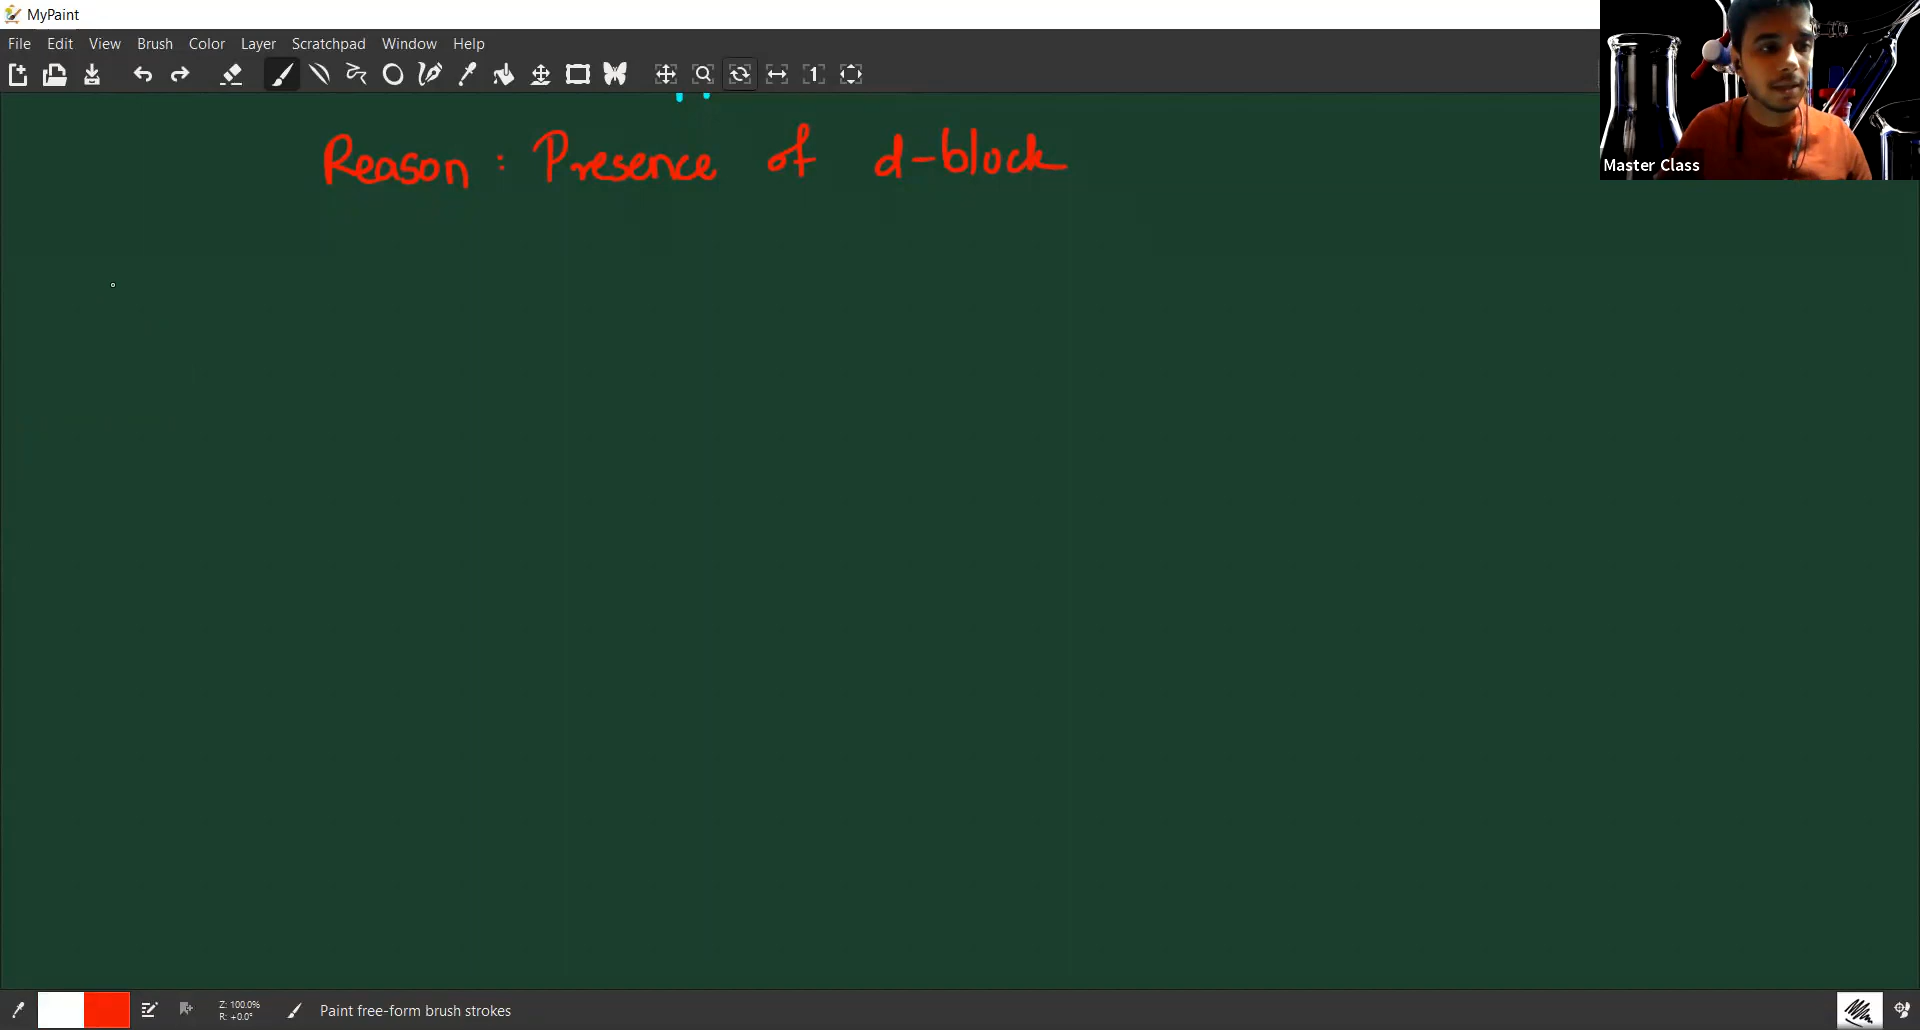 MyPaint
File Edit View Brush Color Layer Scratchpad Window Help
Master Class
Reason : Presence of d-block
Z: 100.0%
R: +0.0°
Paint free-form brush strokes